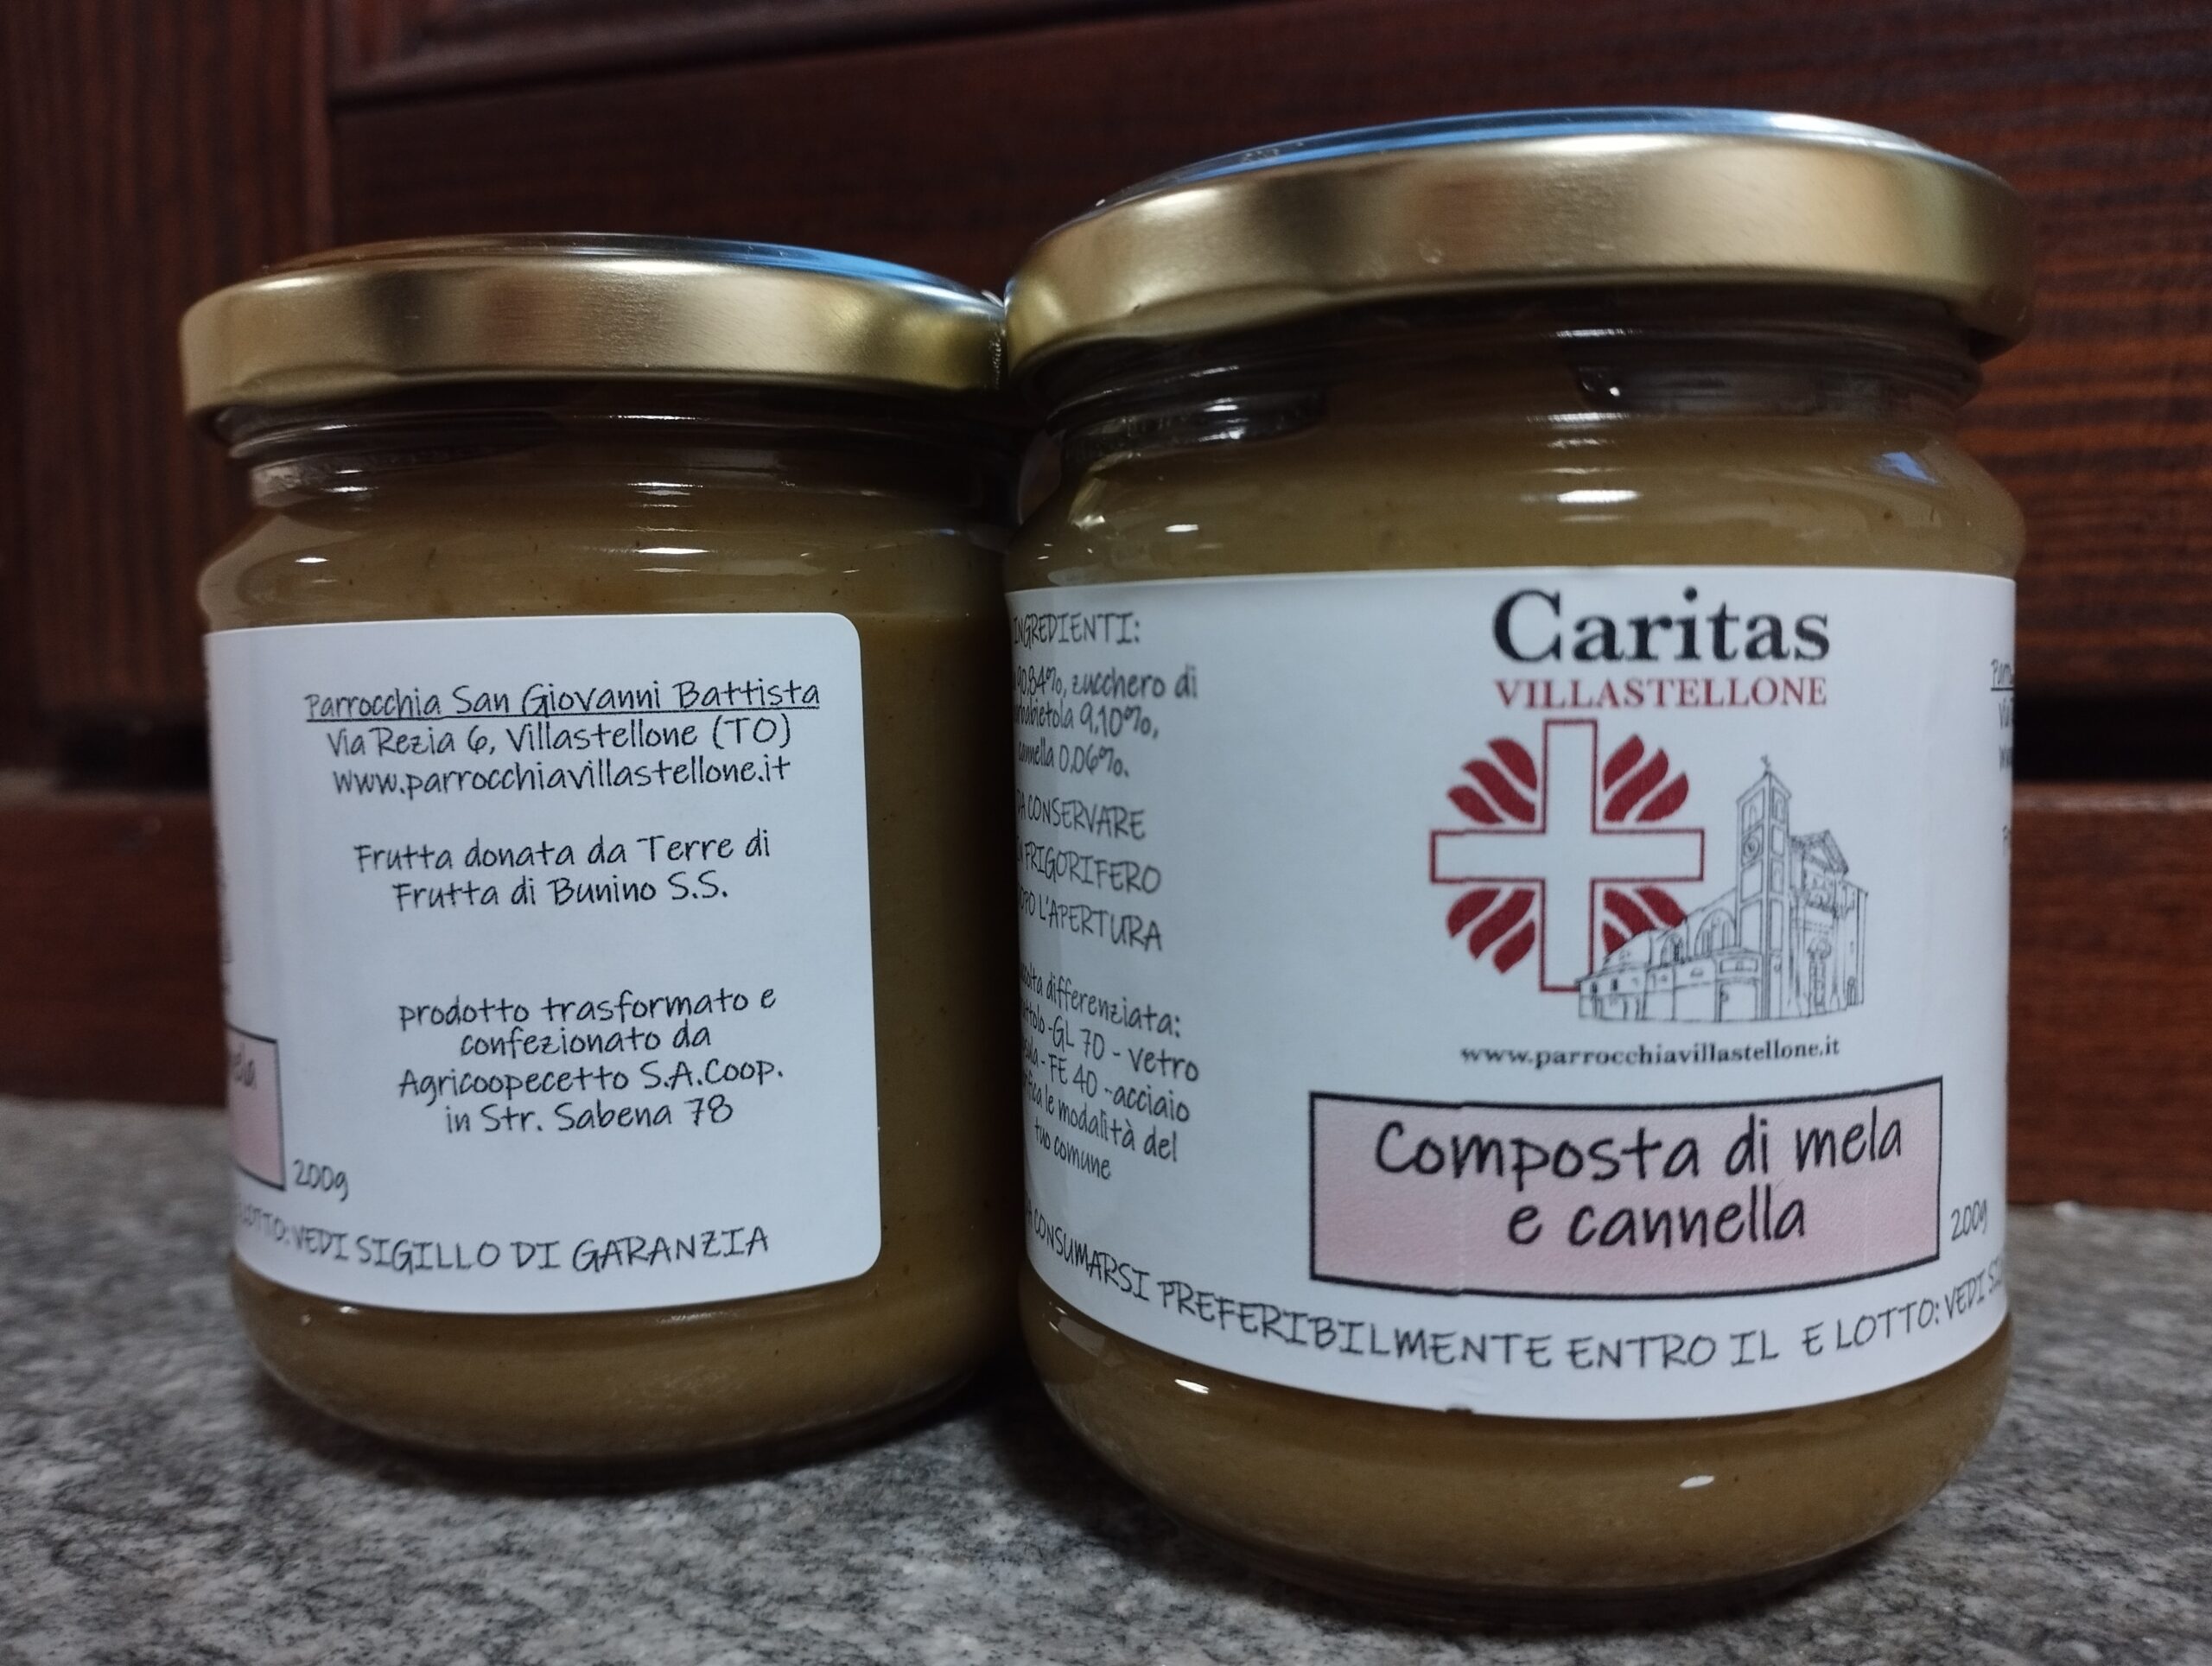 Parrocchia San Giovanni Battista
Via Rezia 6, Villastellone (TO)
www.parrocchiavillastellone.it
Frutta donata da Terre di
Frutta di Bunino S.S.
prodotto trasformato e
confezionato da
Agricoopecetto S.A.Coop.
in Str. Sabena 78
200g
LOTTO: VEDI SIGILLO DI GARANZIA
INGREDIENTI:
90,84%, zucchero di
9,10%,
cannella 0.06%.
DA CONSERVARE
IN FRIGORIFERO
DOPO L'APERTURA
differenziata:
-GL 70 - vetro
- FE 40 -acciaio
le modalità del
tuo comune
Caritas
VILLASTELLONE
www.parrocchiavillastellone.it
Composta di mela
e cannella
200g
CONSUMARSI PREFERIBILMENTE ENTRO IL E LOTTO: VEDI